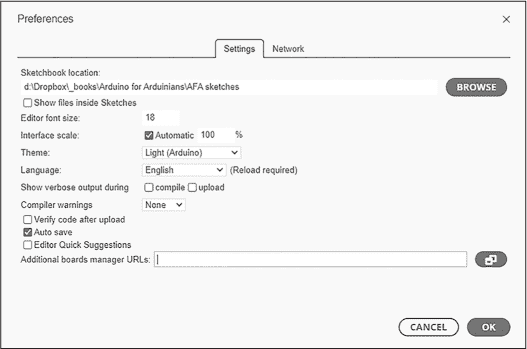 Preferences
Settings Network
Sketchbook location:
d:\Dropbox\_books\Arduino for Arduinians\AFA sketches BROWSE
Show files inside Sketches
Editor font size: 18
Interface scale: Automatic 100 %
Theme: Light (Arduino)
Language: English (Reload required)
Show verbose output during compile upload
Compiler warnings None
Verify code after upload
Auto save
Editor Quick Suggestions
Additional boards manager URLs:
CANCEL OK